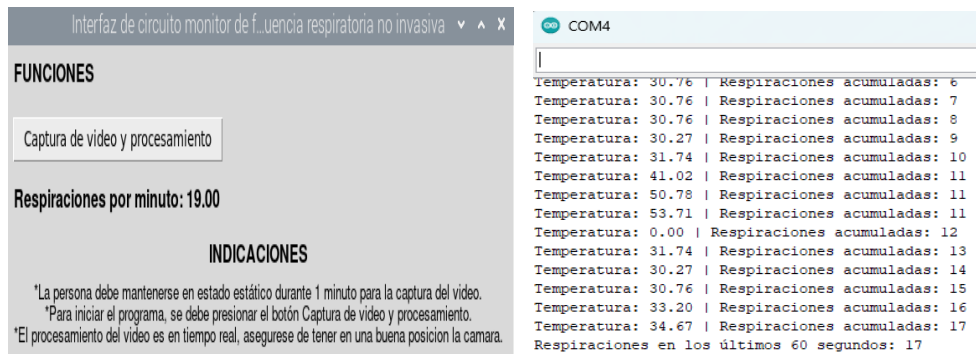 Interfaz de circuito monitor de f...uencia respiratoria no invasiva
FUNCIONES
Captura de video y procesamiento
Respiraciones por minuto: 19.00
INDICACIONES
*La persona debe mantenerse en estado estático durante 1 minuto para la captura del video.
*Para iniciar el programa, se debe presionar el botón Captura de video y procesamiento.
*El procesamiento del video es en tiempo real, asegurese de tener en una buena posicion la camara.
COM4
Temperatura: 30.76 | Respiraciones acumuladas: 6
Temperatura: 30.76 | Respiraciones acumuladas: 7
Temperatura: 30.76 | Respiraciones acumuladas: 8
Temperatura: 30.27 | Respiraciones acumuladas: 9
Temperatura: 31.74 | Respiraciones acumuladas: 10
Temperatura: 41.02 | Respiraciones acumuladas: 11
Temperatura: 50.78 | Respiraciones acumuladas: 11
Temperatura: 53.71 | Respiraciones acumuladas: 11
Temperatura: 0.00 | Respiraciones acumuladas: 12
Temperatura: 31.74 | Respiraciones acumuladas: 13
Temperatura: 30.27 | Respiraciones acumuladas: 14
Temperatura: 30.76 | Respiraciones acumuladas: 15
Temperatura: 33.20 | Respiraciones acumuladas: 16
Temperatura: 34.67 | Respiraciones acumuladas: 17
Respiraciones en los últimos 60 segundos: 17